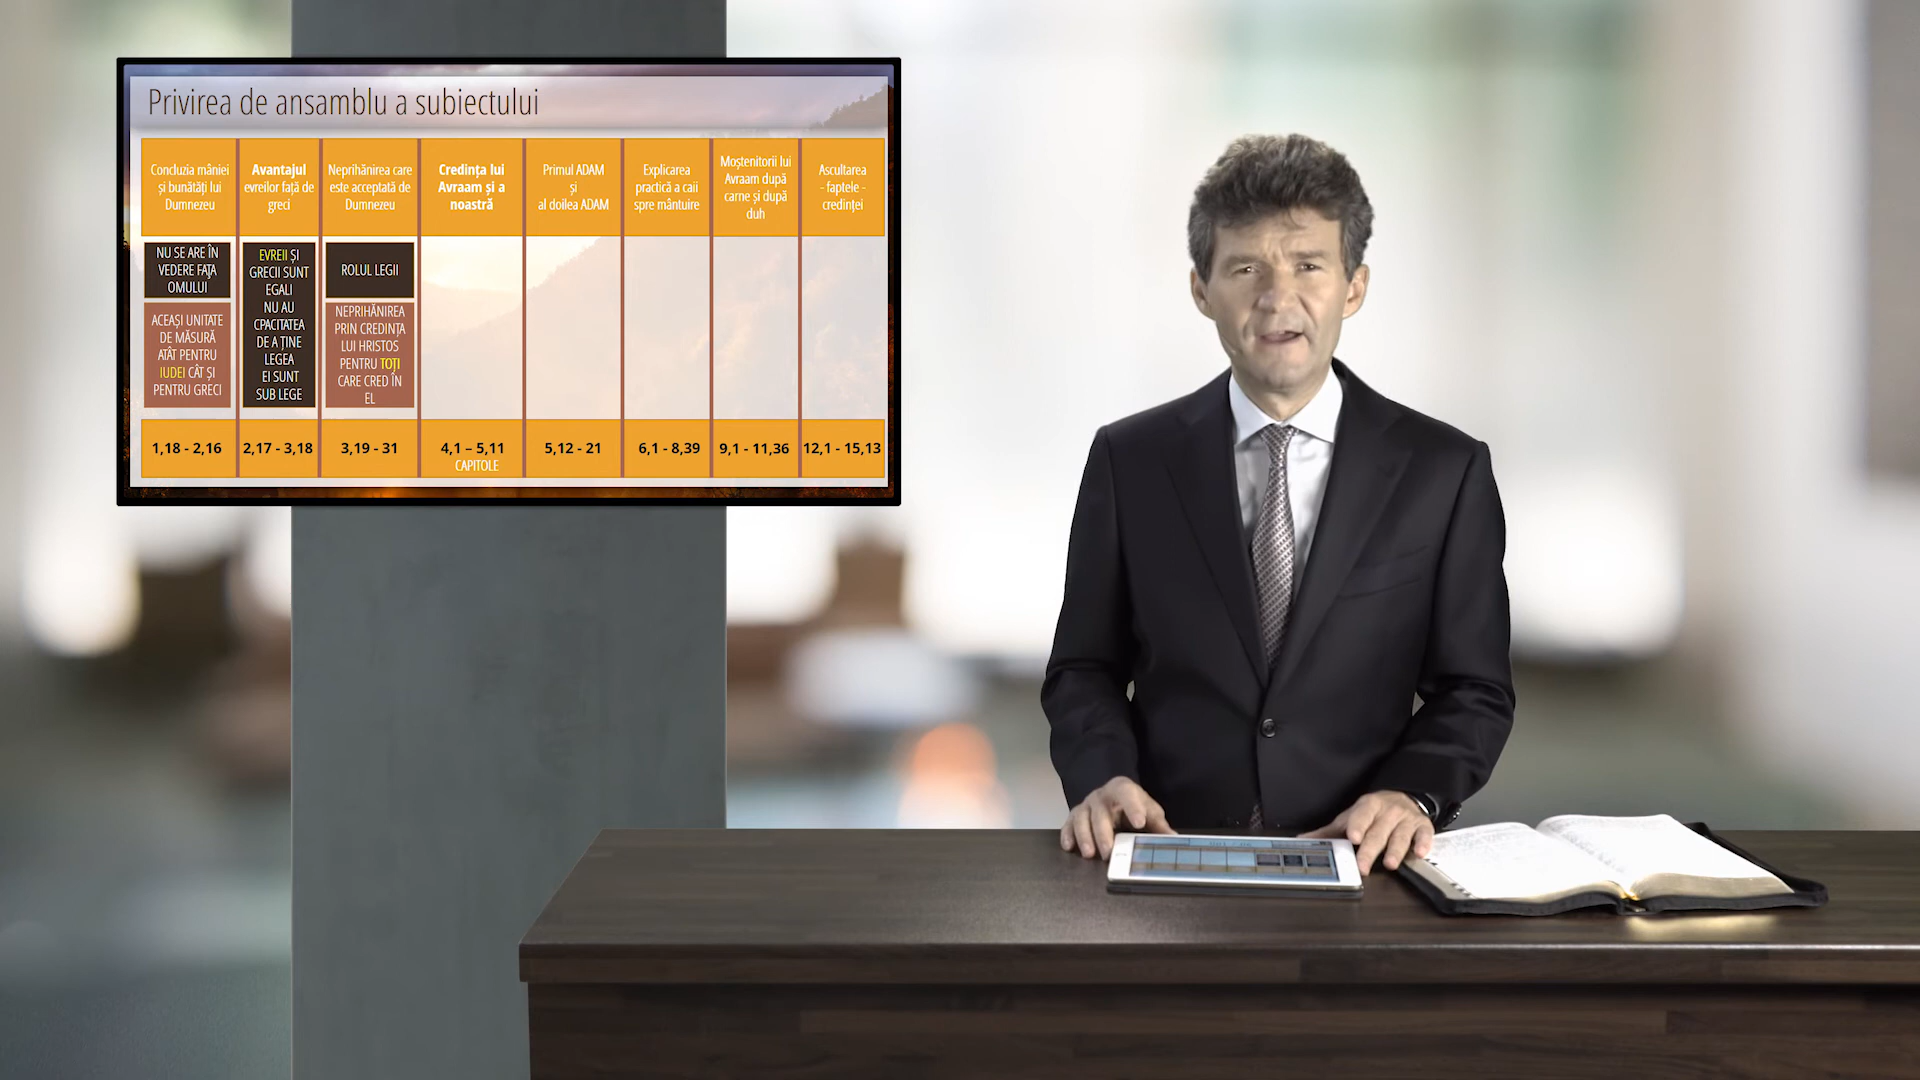 Privirea de ansamblu a subiectului
Concluzia mâniei
și bunătăți lui
Dumnezeu
Avantajul
evreilor față de
greci
Neprihănirea care
este acceptată de
Dumnezeu
Credința lui
Avraam și a
noastră
Primul ADAM
și
al doilea ADAM
Explicarea
practică a caii
spre mântuire
Moștenitorii lui
Avraam după
carne și după
duh
Ascultarea
- faptele -
credinței
NU SE ARE ÎN
VEDERE FAŢA
OMULUI
ACEAȘI UNITATE
DE MĂSURĂ
ATÂT PENTRU
IUDEI CÂT ȘI
PENTRU GRECI
EVREII ȘI
GRECII SUNT
EGALI
NU AU
CPACITATEA
DE A ȚINE
LEGEA
EI SUNT
SUB LEGE
ROLUL LEGII
NEPRIHĂNIREA
PRIN CREDINȚA
LUI HRISTOS
PENTRU TOȚI
CARE CRED ÎN
EL
1,18 - 2,16
2,17 - 3,18
3,19 - 31
4,1 – 5,11
CAPITOLE
5,12 - 21
6,1 - 8,39
9,1 - 11,36
12,1 - 15,13